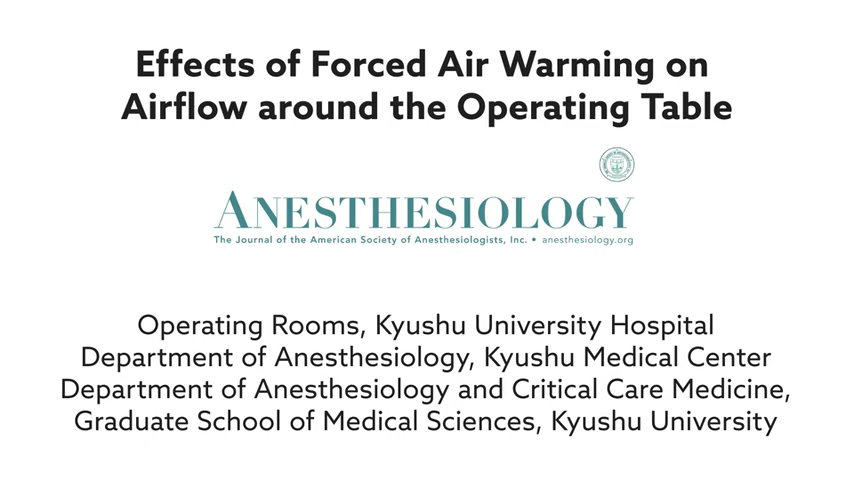 Effects of Forced Air Warming on
Airflow around the Operating Table
ANESTHESIOLOGY
The Journal of the American Society of Anesthesiologists, Inc. • anesthesiology.org
Operating Rooms, Kyushu University Hospital
Department of Anesthesiology, Kyushu Medical Center
Department of Anesthesiology and Critical Care Medicine,
Graduate School of Medical Sciences, Kyushu University